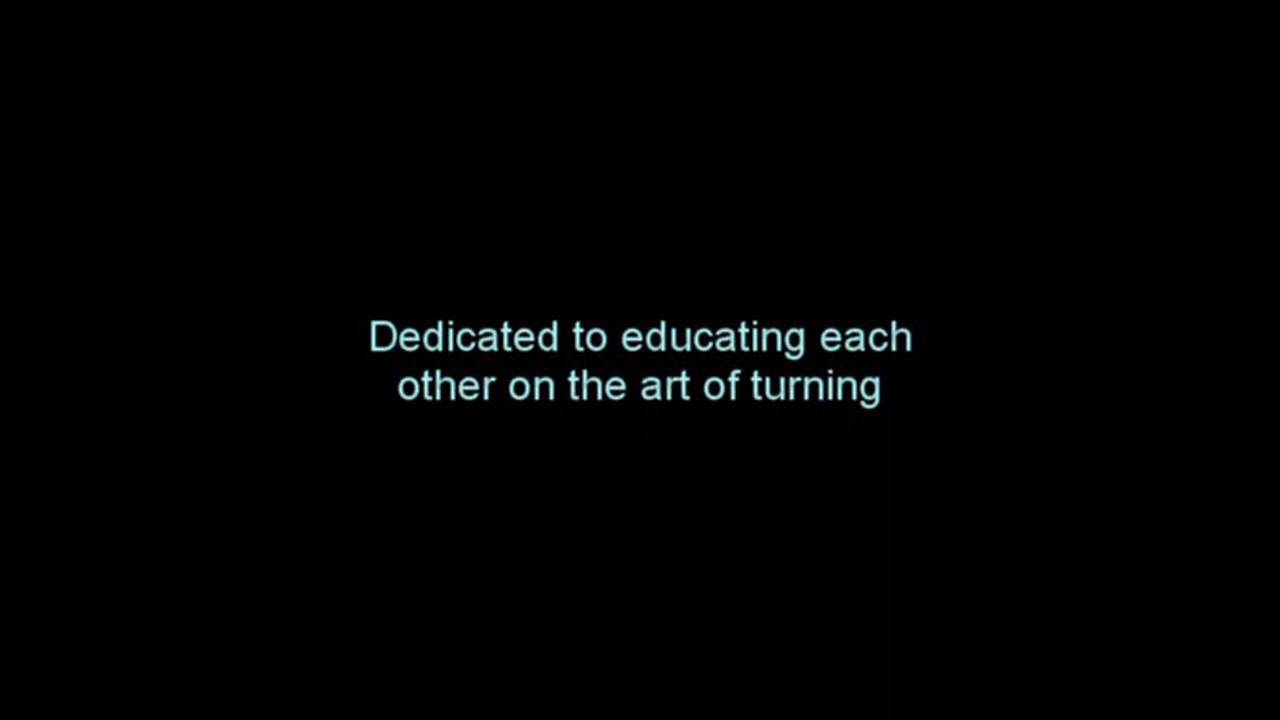 Dedicated to educating each
other on the art of turning